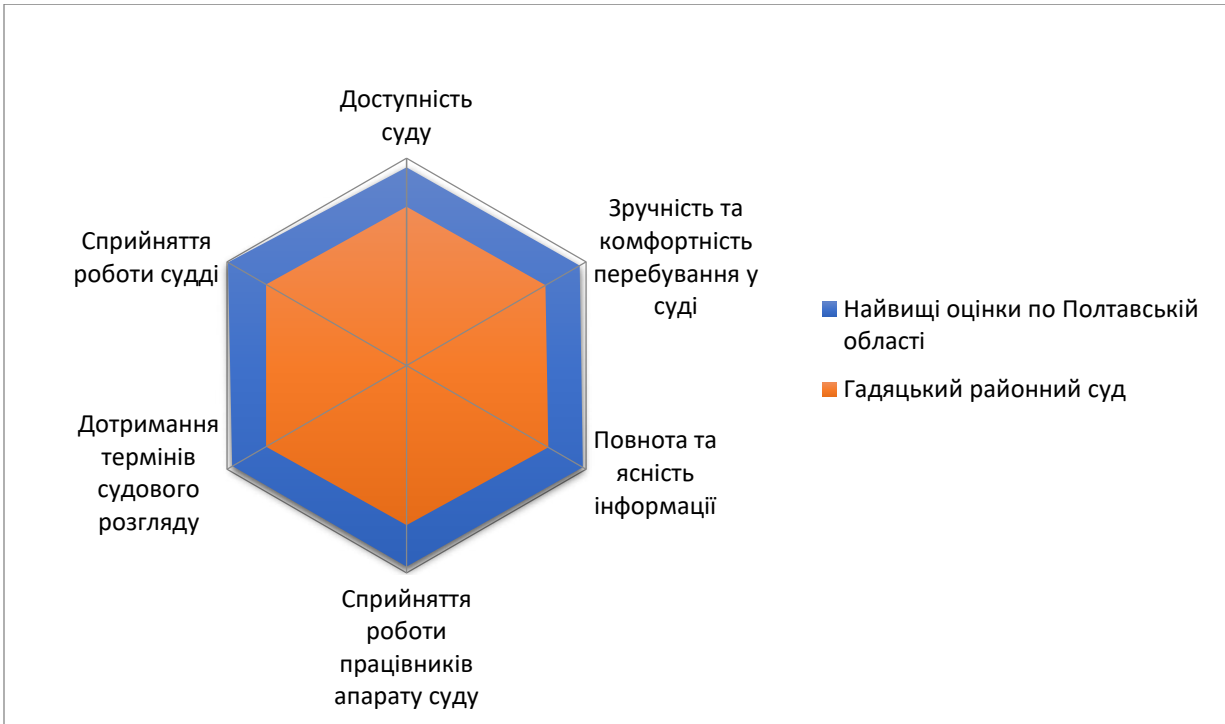 Доступність
суду
Зручність та
комфортність
перебування у
суді
Повнота та
ясність
інформації
Сприйняття
роботи
працівників
апарату суду
Дотримання
термінів
судового
розгляду
Сприйняття
роботи судді
Найвищі оцінки по Полтавській
області
Гадяцький районний суд